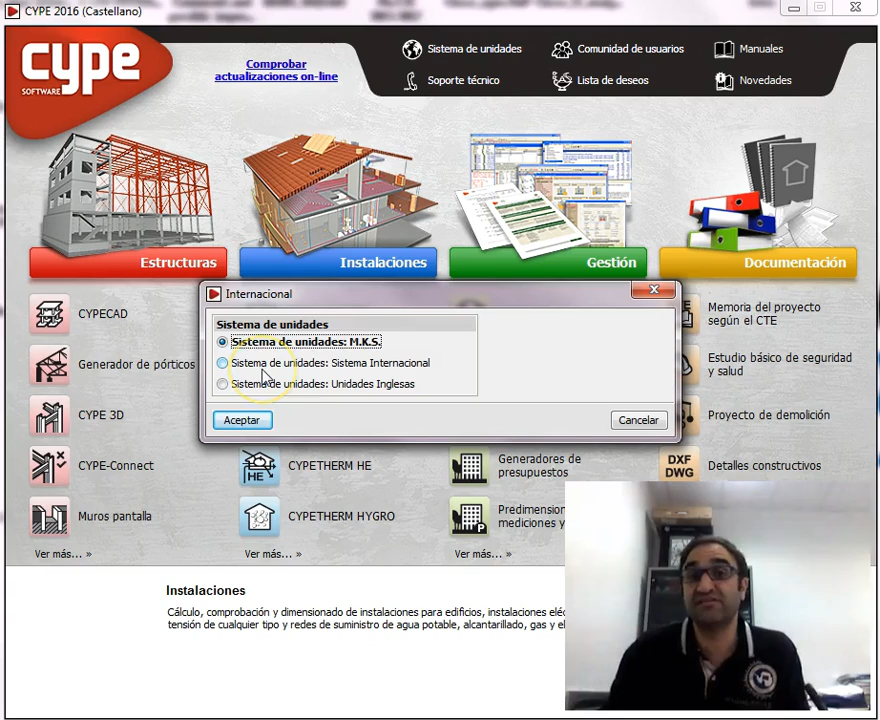 CYPE 2016 (Castellano)
cype
SOFTWARE
Comprobar
actualizaciones on-line
Sistema de unidades
Comunidad de usuarios
Manuales
Soporte técnico
Lista de deseos
Novedades
Estructuras
Instalaciones
Gestión
Documentación
Internacional
Sistema de unidades
Sistema de unidades: M.K.S.
Sistema de unidades: Sistema Internacional
Sistema de unidades: Unidades Inglesas
Aceptar
Cancelar
CYPECAD
Generador de pórticos
CYPE 3D
CYPE-Connect
Muros pantalla
Ver más... »
HE
CYPETHERM HE
CYPETHERM HYGRO
Ver más... »
Generadores de
presupuestos
P
mediciones y
Ver más... »
Memoria del proyecto
según el CTE
Estudio básico de seguridad
y salud
Proyecto de demolición
DXF
DWG
Detalles constructivos
Instalaciones
Cálculo, comprobación y dimensionado de instalaciones para edificios, instalaciones
tensión de cualquier tipo y redes de suministro de agua potable, alcantarillado, gas y